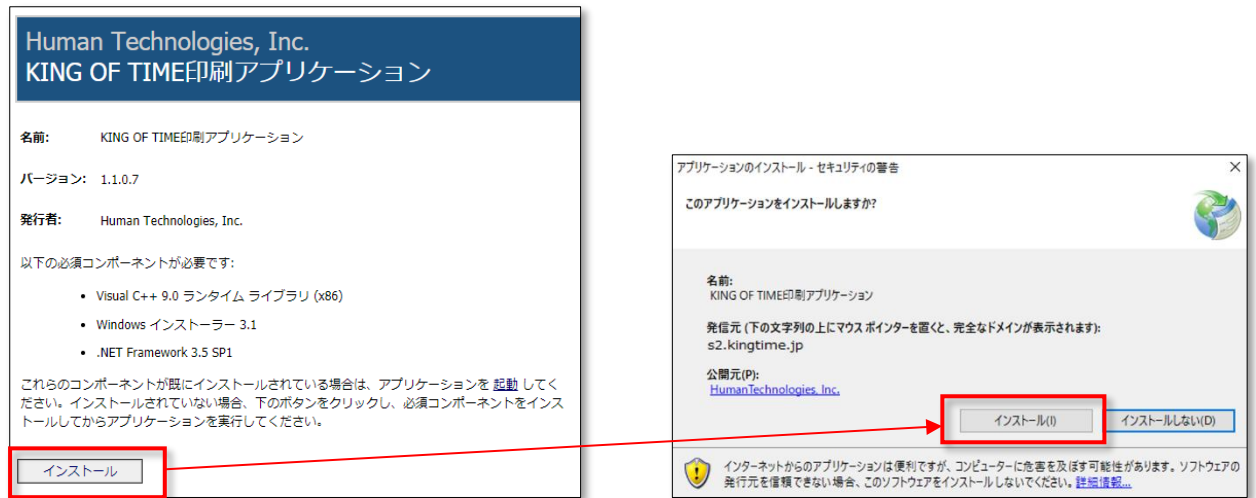 Human Technologies, Inc.
KING OF TIME印刷アプリケーション
名前: KING OF TIME印刷アプリケーション
バージョン: 1.1.0.7
発行者: Human Technologies, Inc.
以下の必須コンポーネントが必要です:
• Visual C++ 9.0 ランタイム ライブラリ (x86)
• Windows インストーラー 3.1
• .NET Framework 3.5 SP1
これらのコンポーネントが既にインストールされている場合は、アプリケーションを 起動 してく
ださい。インストールされていない場合、下のボタンをクリックし、必須コンポーネントをインス
トールしてからアプリケーションを実行してください。
インストール
アプリケーションのインストール - セキュリティの警告
このアプリケーションをインストールしますか?
名前:
KING OF TIME印刷アプリケーション
発信元 (下の文字列の上にマウス ポインターを置くと、完全なドメインが表示されます):
s2.kingtime.jp
公開元(P):
HumanTechnologies, Inc.
インストール(I)
インストールしない(D)
インターネットからのアプリケーションは便利ですが、コンピューターに危害を及ぼす可能性があります。ソフトウェアの
発行元を信頼できない場合、このソフトウェアをインストールしないでください。詳細情報...